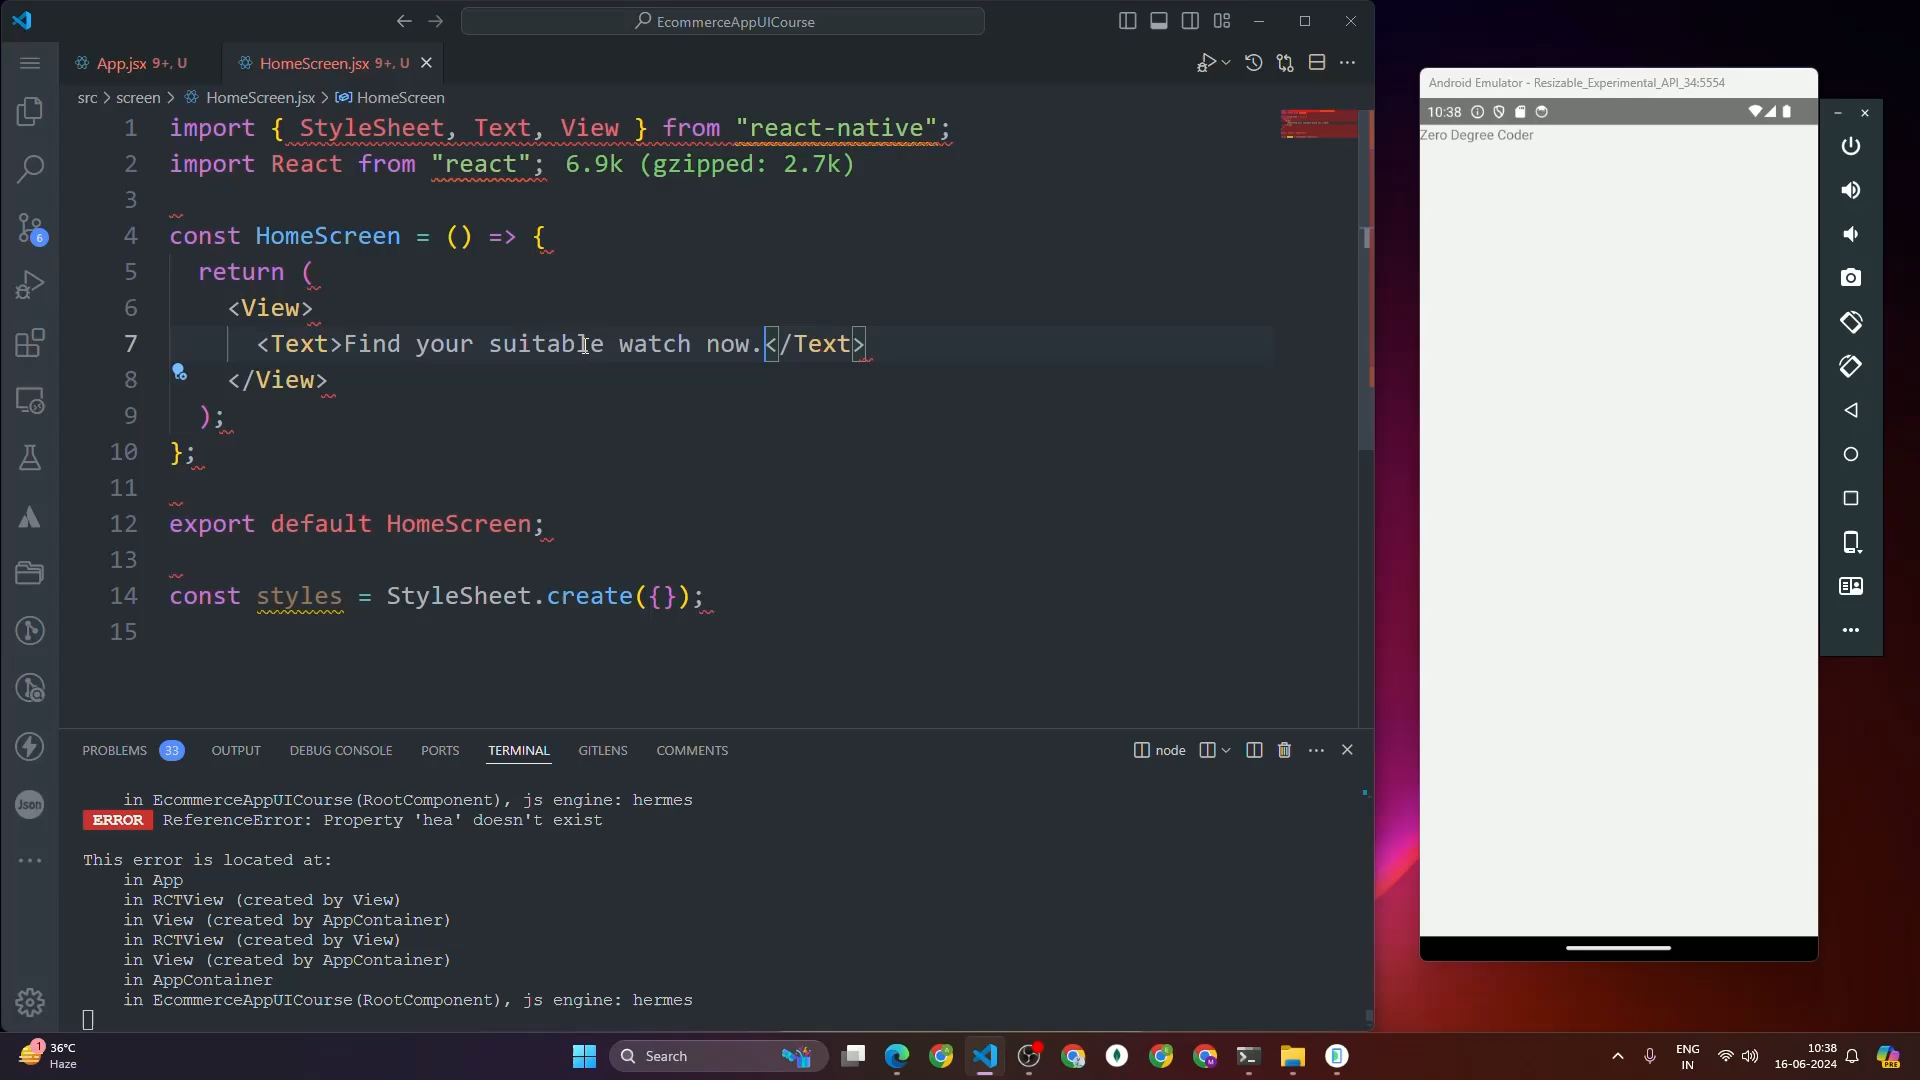 EcommerceAppUICourse
App.jsx 9+, U
HomeScreen.jsx 9+, U
src > screen > HomeScreen.jsx > HomeScreen
1 import { StyleSheet, Text, View } from "react-native";
2 import React from "react"; 6.9k (gzipped: 2.7k)
3
4 const HomeScreen = () => {
5 return (
6 <View>
7 <Text>Find your suitable watch now.</Text>
8 </View>
9 );
10 };
11
12 export default HomeScreen;
13
14 const styles = StyleSheet.create({});
15
6
Json
PROBLEMS 33 OUTPUT DEBUG CONSOLE PORTS TERMINAL GITLENS COMMENTS
node
in EcommerceAppUICourse(RootComponent), js engine: hermes
ERROR ReferenceError: Property 'hea' doesn't exist
This error is located at:
in App
in RCTView (created by View)
in View (created by AppContainer)
in RCTView (created by View)
in View (created by AppContainer)
in AppContainer
in EcommerceAppUICourse(RootComponent), js engine: hermes
Android Emulator - Resizable_Experimental_API_34:5554
10:38
Zero Degree Coder
1
36°C
Haze
Search
ENG
IN
10:38
16-06-2024
PRE